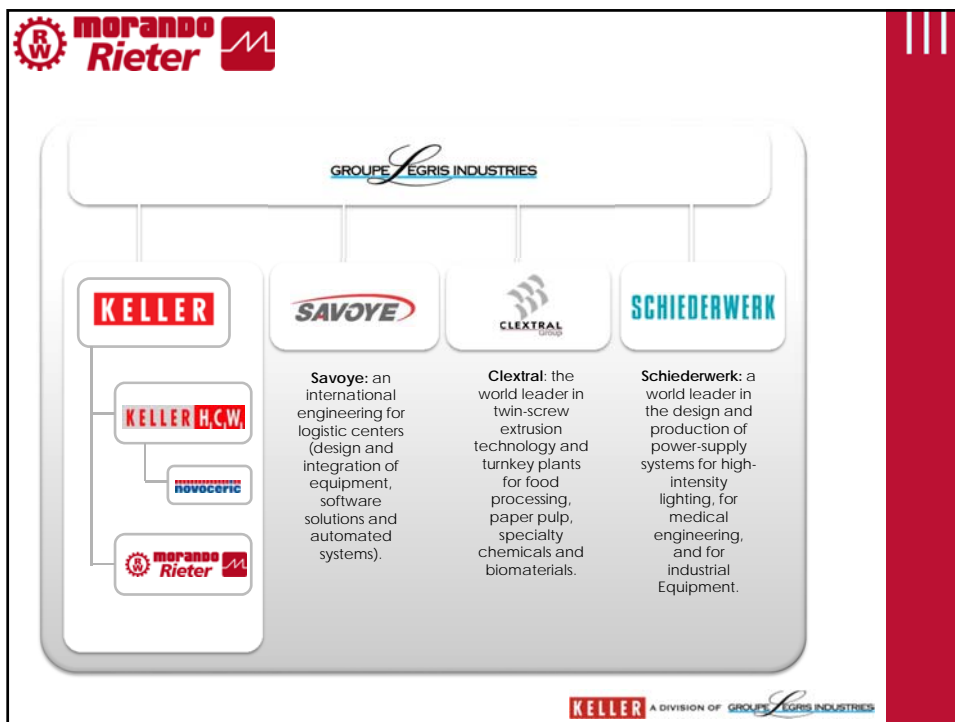 RW morando
Rieter
GROUPE LEGRIS INDUSTRIES
KELLER
KELLER H.C.W.
novoceric
RW morando
Rieter
SAVOYE
Savoye: an
international
engineering for
logistic centers
(design and
integration of
equipment,
software
solutions and
automated
systems).
CLEXTRAL
Group
Clextral: the
world leader in
twin-screw
extrusion
technology and
turnkey plants
for food
processing,
paper pulp,
specialty
chemicals and
biomaterials.
SCHIEDERWERK
Schiederwerk: a
world leader in
the design and
production of
power-supply
systems for high-
intensity
lighting, for
medical
engineering,
and for
industrial
Equipment.
KELLER A DIVISION OF GROUPE LEGRIS INDUSTRIES